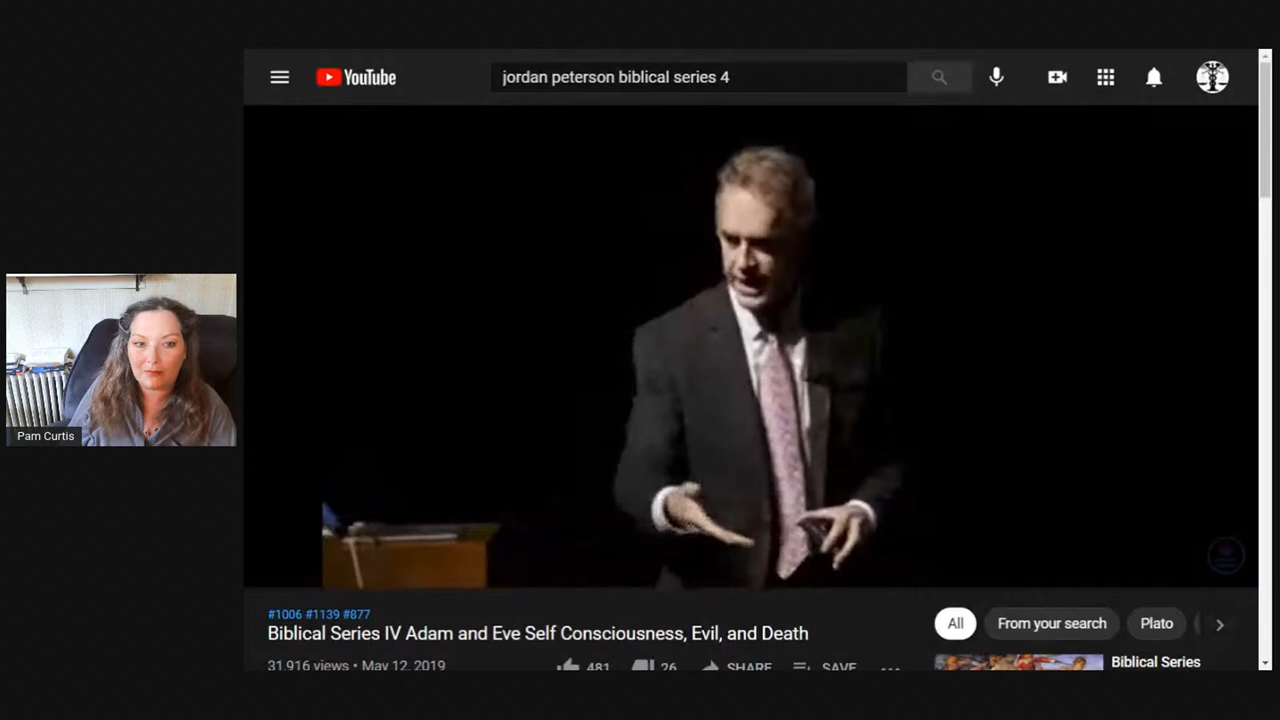 YouTube
jordan peterson biblical series 4
Pam Curtis
#1006 #1139 #877
Biblical Series IV Adam and Eve Self Consciousness, Evil, and Death
31,916 views • May 12, 2019
481
26
SHARE
SAVE
All
From your search
Plato
Biblical Series